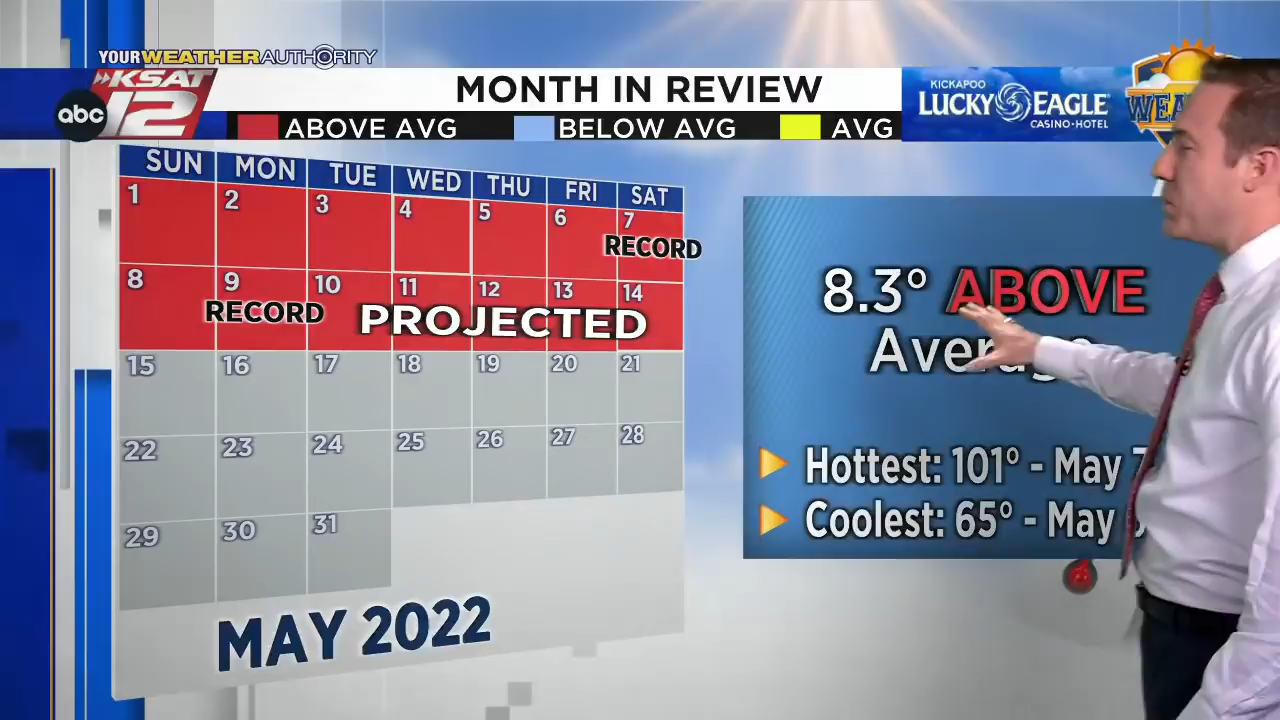 YOUR WEATHER AUTHORITY
KSAT
abc 12
MONTH IN REVIEW
KICKAPOO
LUCKY EAGLE
CASINO • HOTEL
ABOVE AVG BELOW AVG AVG
SUN MON TUE WED THU FRI SAT
1 2 3 4 5 6 7
RECORD
8 9 10 11 12 13 14
RECORD PROJECTED
15 16 17 18 19 20 21
22 23 24 25 26 27 28
29 30 31
MAY 2022
8.3° ABOVE
Average
Hottest: 101° - May 7
Coolest: 65° - May